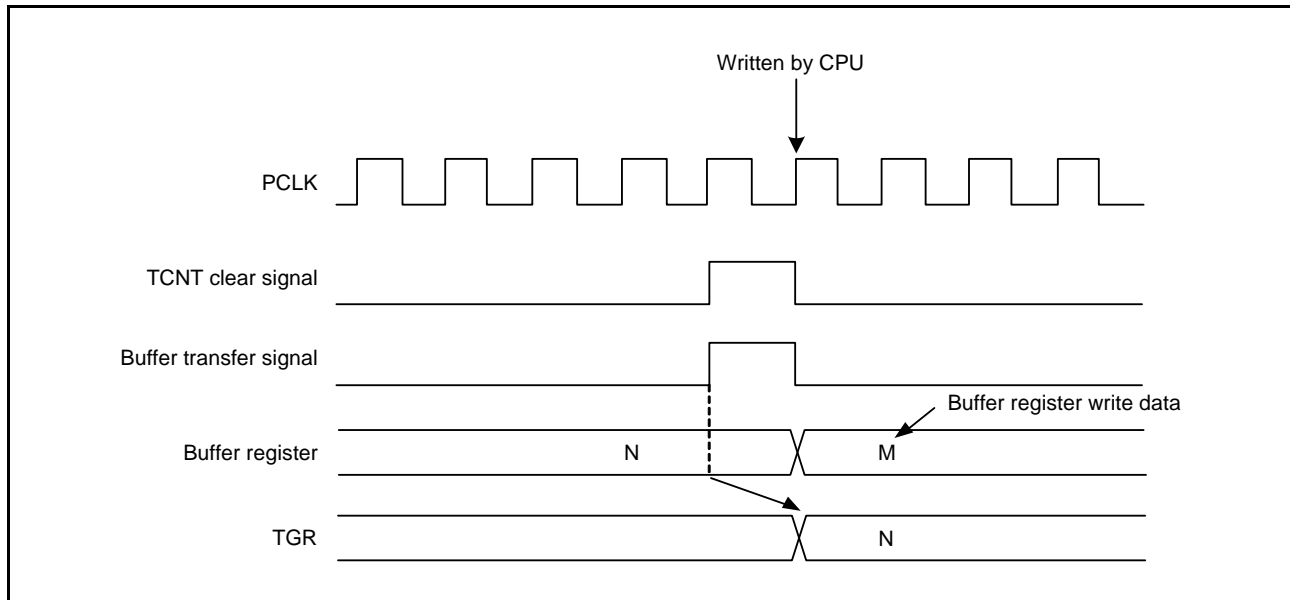 Written by CPU
PCLK
TCNT clear signal
Buffer transfer signal
Buffer register write data
Buffer register
N
M
TGR
N